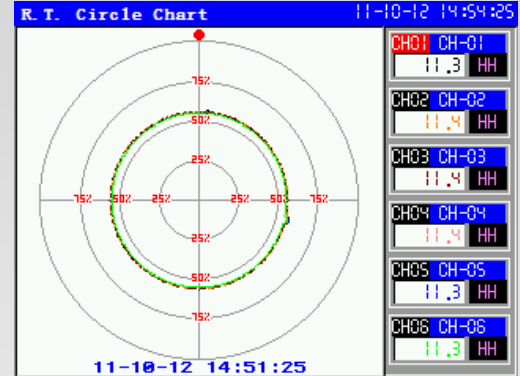 R.T. Circle Chart 11-10-12 14:54:25
75%
50%
25%
75% 50% 25% 25% 50% 75%
25%
50%
75%
11-10-12 14:51:25
CH01 CH-01
11.3 HH
CH02 CH-02
11.4 HH
CH03 CH-03
11.4 HH
CH04 CH-04
11.4 HH
CH05 CH-05
11.3 HH
CH06 CH-06
11.3 HH